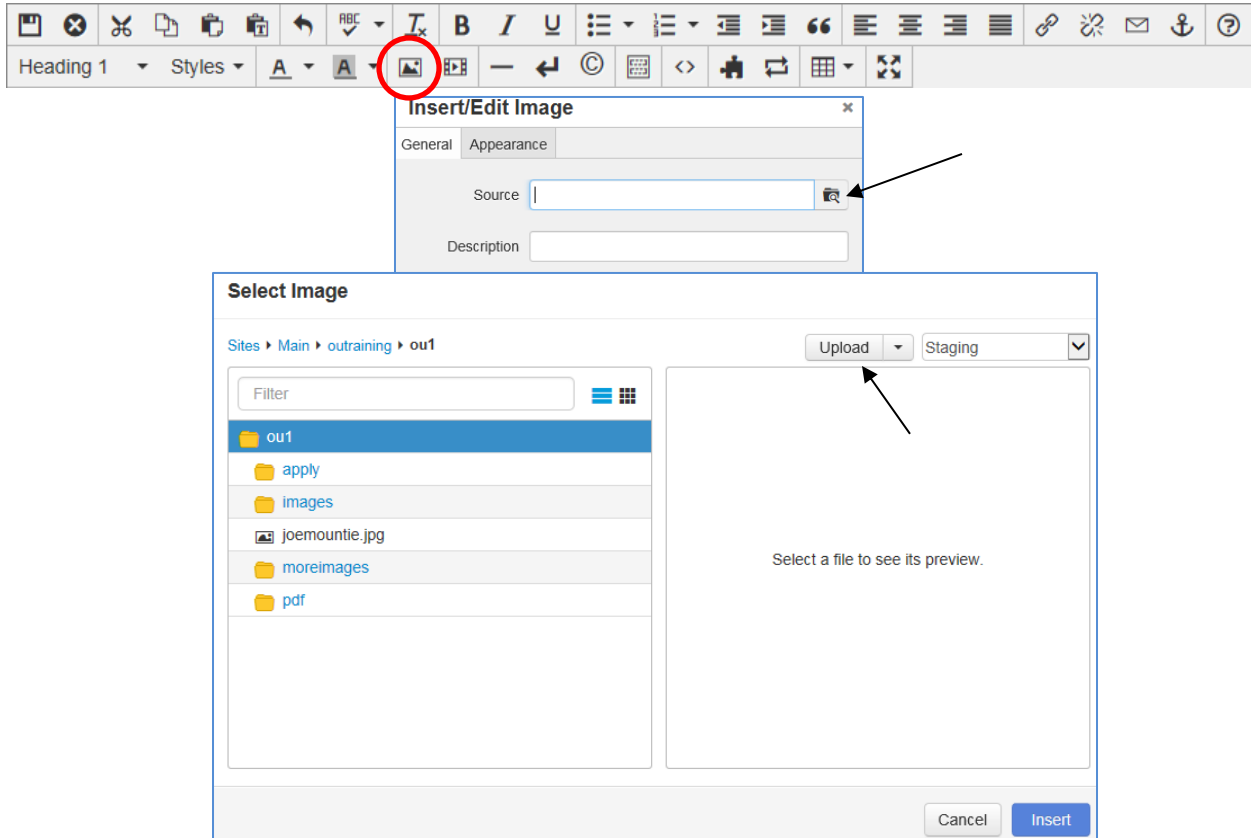 ABC
B I U
Heading 1 Styles A A ©
Insert/Edit Image ×
General Appearance
Source
Description
Select Image
Sites Main outraining ou1
Upload Staging
Filter
ou1
apply
images
joemountie.jpg
moreimages
pdf
Select a file to see its preview.
Cancel Insert